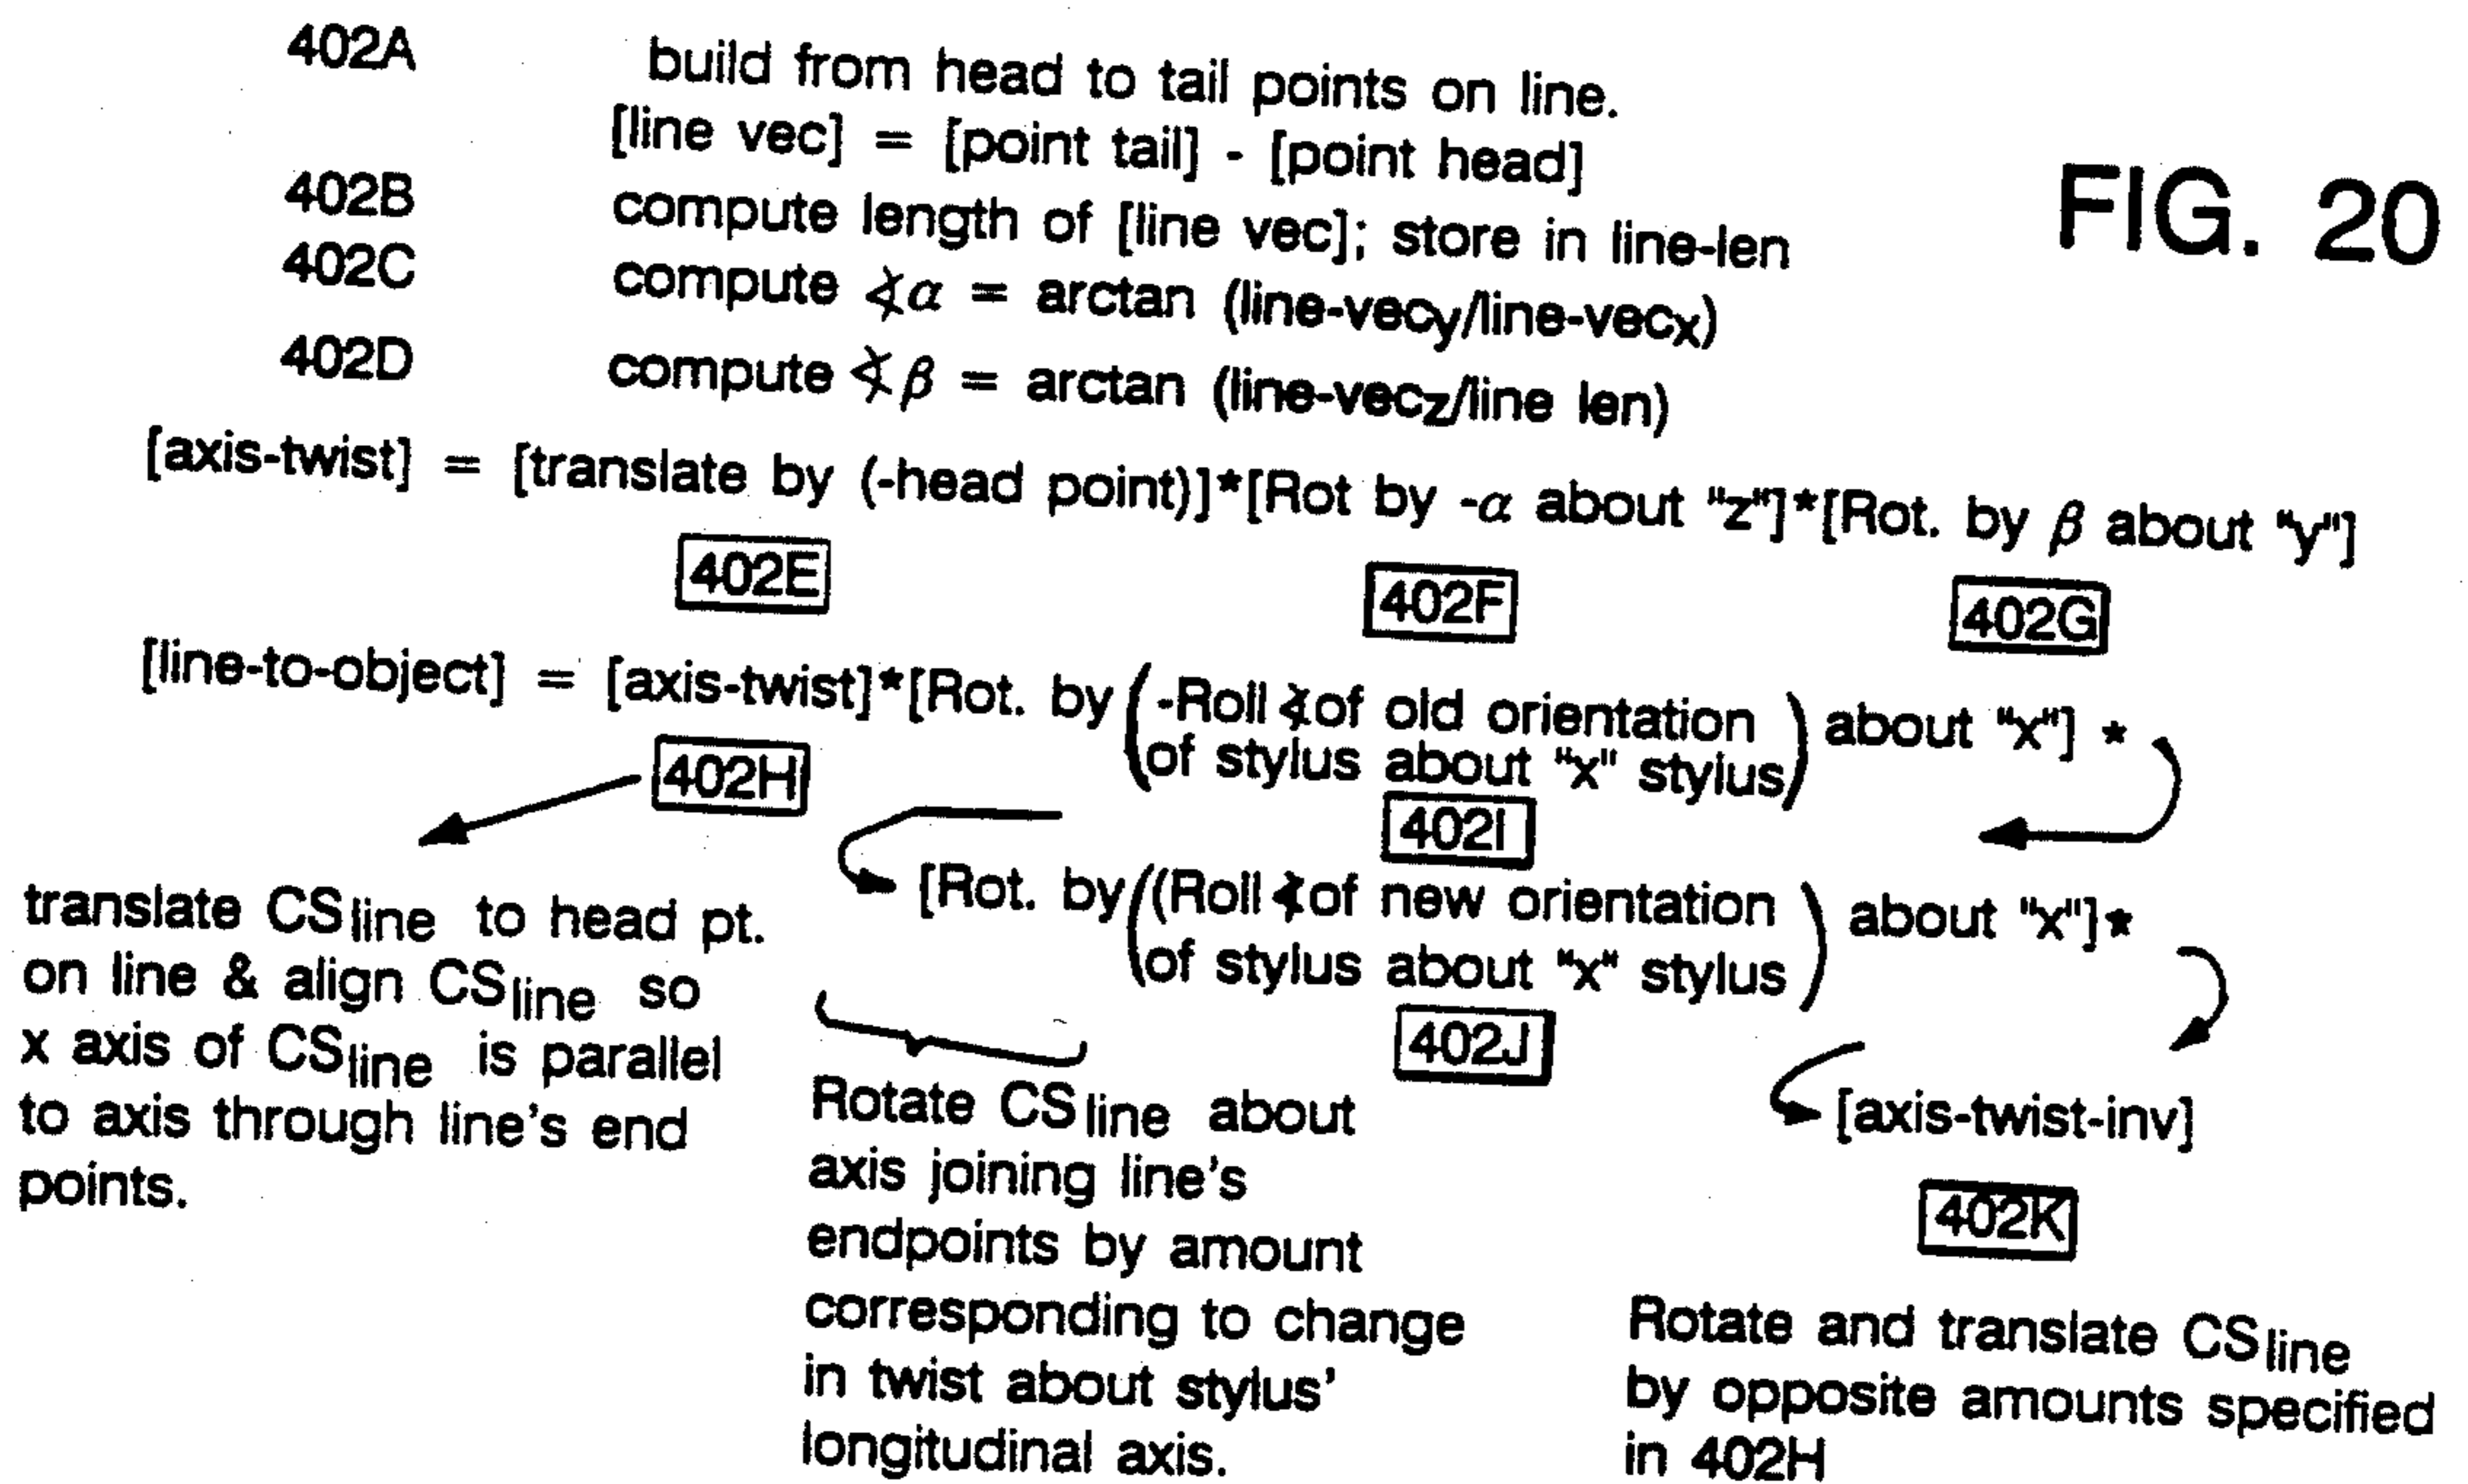 402A build from head to tail points on line.
[line vec] = [point tail] - [point head]
FIG. 20
402B compute length of [line vec]; store in line-len
402C compute ∢α = arctan (line-vecy/line-vecx)
402D compute ∢β = arctan (line-vecz/line len)
[axis-twist] = [translate by (-head point)]*[Rot by -α about "z"]*[Rot. by β about "y"]
402E 402F 402G
[line-to-object] = [axis-twist]*[Rot. by (-Roll ∢of old orientation
of stylus about "x" stylus) about "x"] *
402H 402I
[Rot. by ((Roll ∢of new orientation
of stylus about "x" stylus) about "x"]*
402J
[axis-twist-inv]
402K
translate CSline to head pt.
on line & align CSline so
x axis of CSline is parallel
to axis through line's end
points.
Rotate CSline about
axis joining line's
endpoints by amount
corresponding to change
in twist about stylus'
longitudinal axis.
Rotate and translate CSline
by opposite amounts specified
in 402H